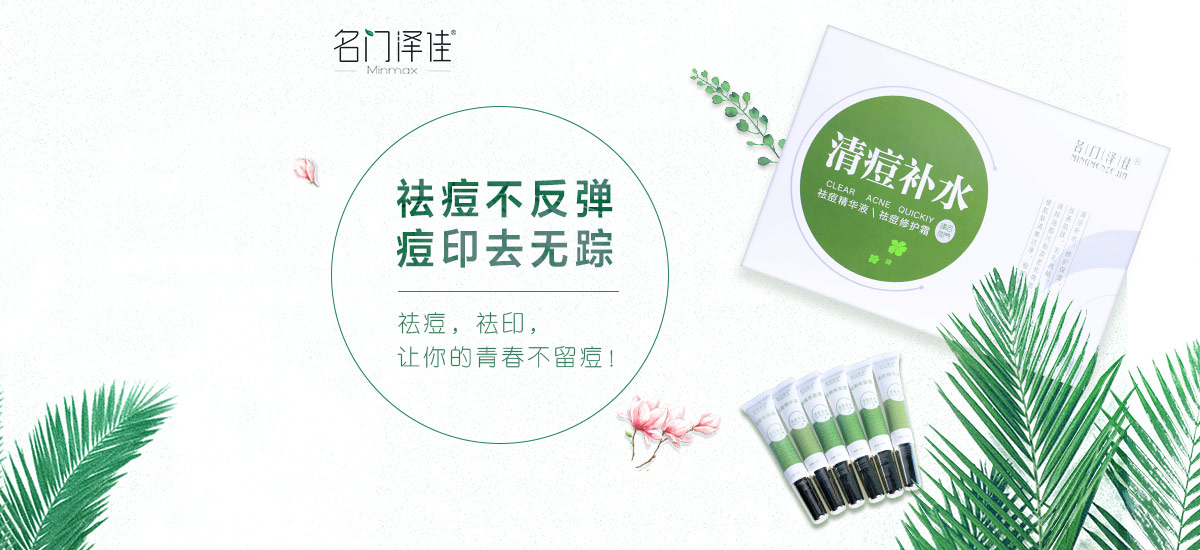 名门泽佳®
Minmax
祛痘不反弹
痘印去无踪
祛痘，祛印，
让你的青春不留痘！
名门泽佳®
MINGMENZEJIA
清痘补水
CLEAR ACNE QUICKIY
祛痘精华液\祛痘修护霜